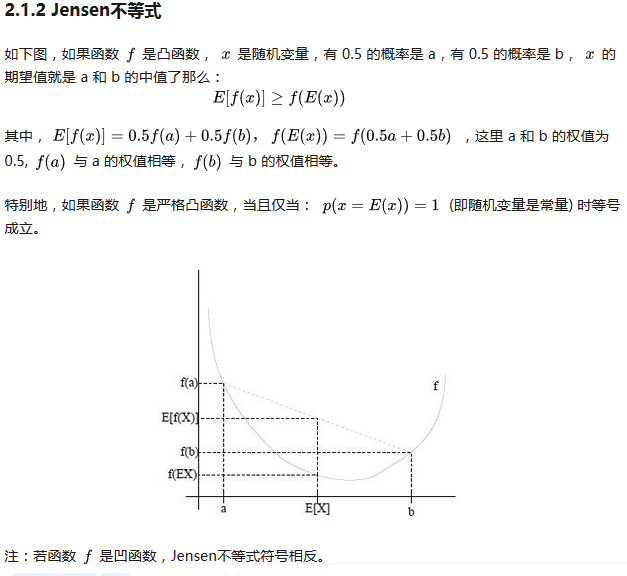 2.1.2 Jensen不等式
如下图，如果函数 f 是凸函数， x 是随机变量，有 0.5 的概率是 a，有 0.5 的概率是 b， x 的
期望值就是 a 和 b 的中值了那么：
E[f(x)] ≥ f(E(x))
其中， E[f(x)] = 0.5f(a) + 0.5f(b)， f(E(x)) = f(0.5a + 0.5b) ，这里 a 和 b 的权值为
0.5, f(a) 与 a 的权值相等， f(b) 与 b 的权值相等。
特别地，如果函数 f 是严格凸函数，当且仅当： p(x = E(x)) = 1 (即随机变量是常量) 时等号
成立。
f(a)
f
E[f(X)]
f(b)
f(EX)
a
E[X]
b
注：若函数 f 是凹函数，Jensen不等式符号相反。